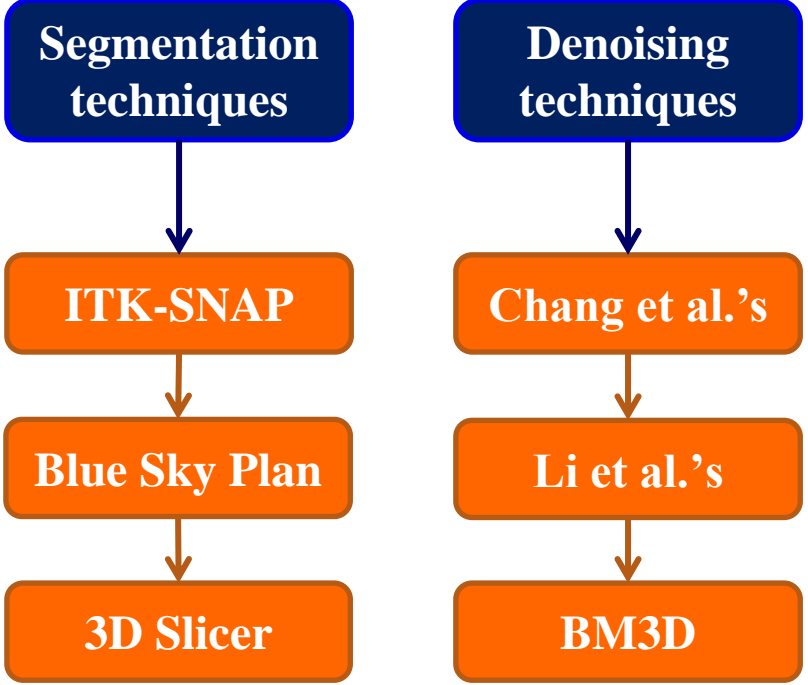 Segmentation
techniques
ITK-SNAP
Blue Sky Plan
3D Slicer
Denoising
techniques
Chang et al.’s
Li et al.’s
BM3D